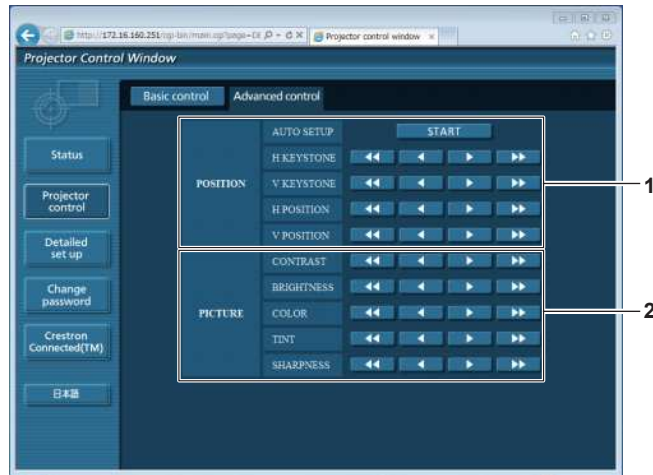 http://172.16.160.251/cgi-bin/main.cgi?page=
Projector control window
Projector Control Window
Basic control
Advanced control
Status
Projector
control
Detailed
set up
Change
password
Crestron
Connected(TM)
日本語
POSITION
AUTO SETUP START
H KEYSTONE
V KEYSTONE
H POSITION
V POSITION
1
PICTURE
CONTRAST
BRIGHTNESS
COLOR
TINT
SHARPNESS
2